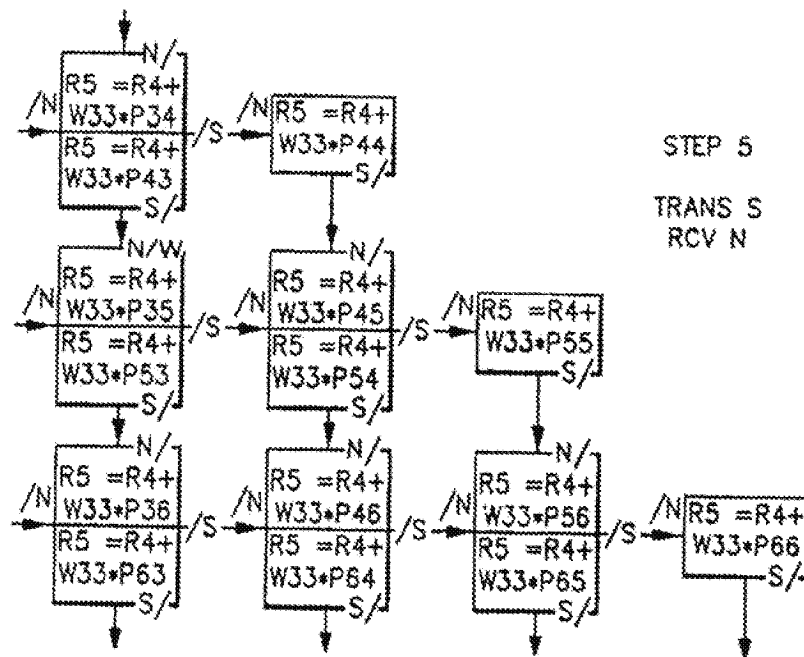 N/
/N R5 =R4+
W33*P34
R5 =R4+
W33*P43
/S
S/
/N R5 =R4+
W33*P44
S/
STEP 5
TRANS S
RCV N
N/W
/N R5 =R4+
W33*P35
R5 =R4+
W33*P53
/S
S/
N/
/N R5 =R4+
W33*P45
R5 =R4+
W33*P54
/S
S/
/N R5 =R4+
W33*P55
S/
N/
/N R5 =R4+
W33*P36
R5 =R4+
W33*P63
/S
S/
N/
/N R5 =R4+
W33*P46
R5 =R4+
W33*P64
/S
S/
N/
/N R5 =R4+
W33*P56
R5 =R4+
W33*P65
/S
S/
/N R5 =R4+
W33*P66
S/